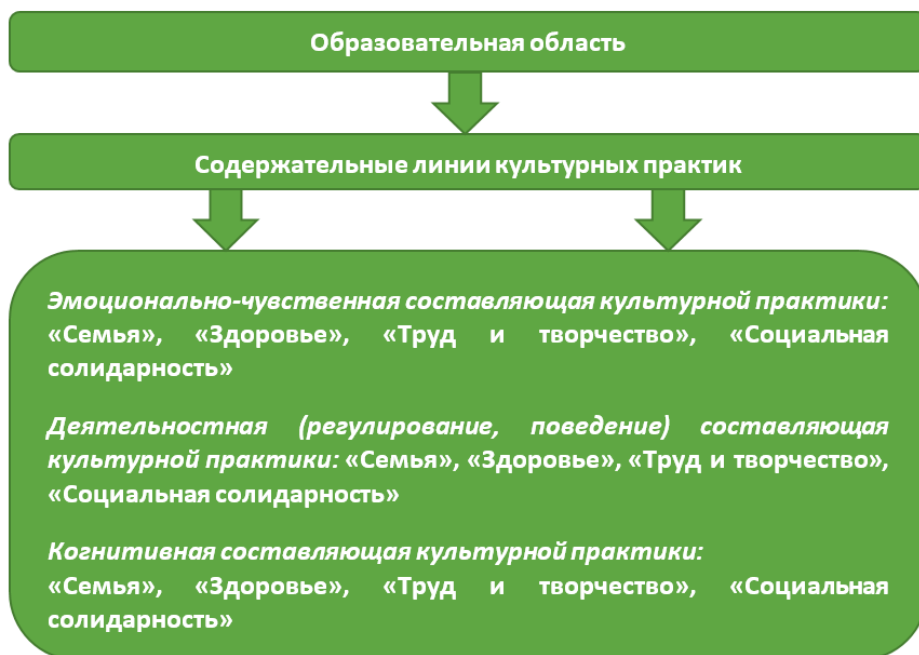 Образовательная область
Содержательные линии культурных практик
Эмоционально-чувственная составляющая культурной практики:
«Семья», «Здоровье», «Труд и творчество», «Социальная
солидарность»
Деятельностная (регулирование, поведение) составляющая
культурной практики: «Семья», «Здоровье», «Труд и творчество»,
«Социальная солидарность»
Когнитивная составляющая культурной практики:
«Семья», «Здоровье», «Труд и творчество», «Социальная
солидарность»